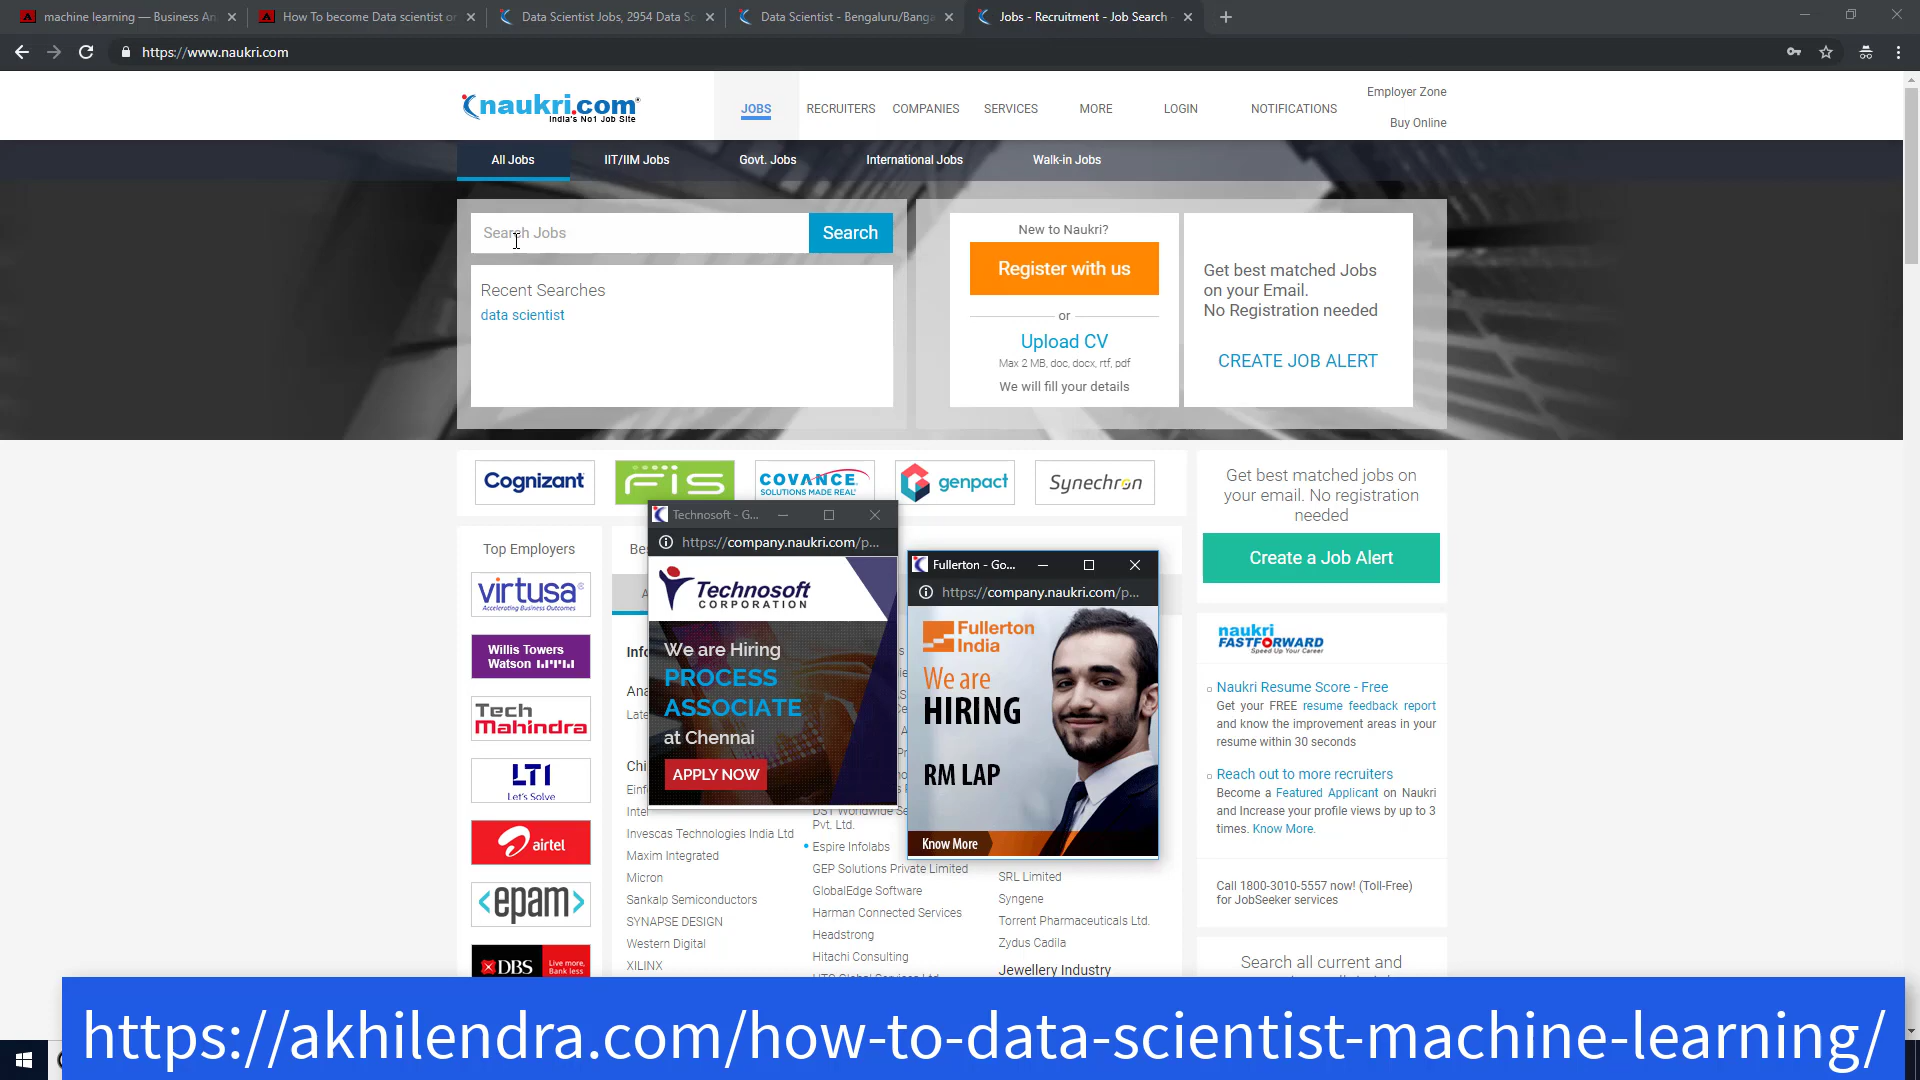 machine learning — Business An
How To become Data scientist or
Data Scientist Jobs, 2954 Data Sc
Data Scientist - Bengaluru/Banga
Jobs - Recruitment - Job Search
https://www.naukri.com
naukri.com
India's No1 Job Site
JOBS
RECRUITERS
COMPANIES
SERVICES
MORE
LOGIN
NOTIFICATIONS
Employer Zone
Buy Online
All Jobs
IIT/IIM Jobs
Govt. Jobs
International Jobs
Walk-in Jobs
Search Jobs
Search
Recent Searches
data scientist
New to Naukri?
Register with us
or
Upload CV
Max 2 MB, doc, docx, rtf, pdf
We will fill your details
Get best matched Jobs
on your Email.
No Registration needed
CREATE JOB ALERT
Cognizant
FIS
COVANCE
SOLUTIONS MADE REAL
genpact
Synechron
Get best matched jobs on
your email. No registration
needed
Create a Job Alert
Top Employers
virtusa
Accelerating Business Outcomes
Willis Towers
Watson
Tech
Mahindra
LTI
Let's Solve
airtel
<epam>
DBS
Live more,
Bank less
Technosoft - G...
https://company.naukri.com/p...
Technosoft
CORPORATION
We are Hiring
PROCESS
ASSOCIATE
at Chennai
APPLY NOW
Fullerton - Go...
https://company.naukri.com/p...
Fullerton
India
We are
HIRING
RM LAP
Know More
Invescas Technologies India Ltd
Maxim Integrated
Micron
Sankalp Semiconductors
SYNAPSE DESIGN
Western Digital
XILINX
Pvt. Ltd.
Espire Infolabs
GEP Solutions Private Limited
GlobalEdge Software
Harman Connected Services
Headstrong
Hitachi Consulting
SRL Limited
Syngene
Torrent Pharmaceuticals Ltd.
Zydus Cadila
Jewellery Industry
naukri
FASTFORWARD
Speed Up Your Career
Naukri Resume Score - Free
Get your FREE resume feedback report
and know the improvement areas in your
resume within 30 seconds
Reach out to more recruiters
Become a Featured Applicant on Naukri
and Increase your profile views by up to 3
times. Know More.
Call 1800-3010-5557 now! (Toll-Free)
for JobSeeker services
Search all current and
https://akhilendra.com/how-to-data-scientist-machine-learning/